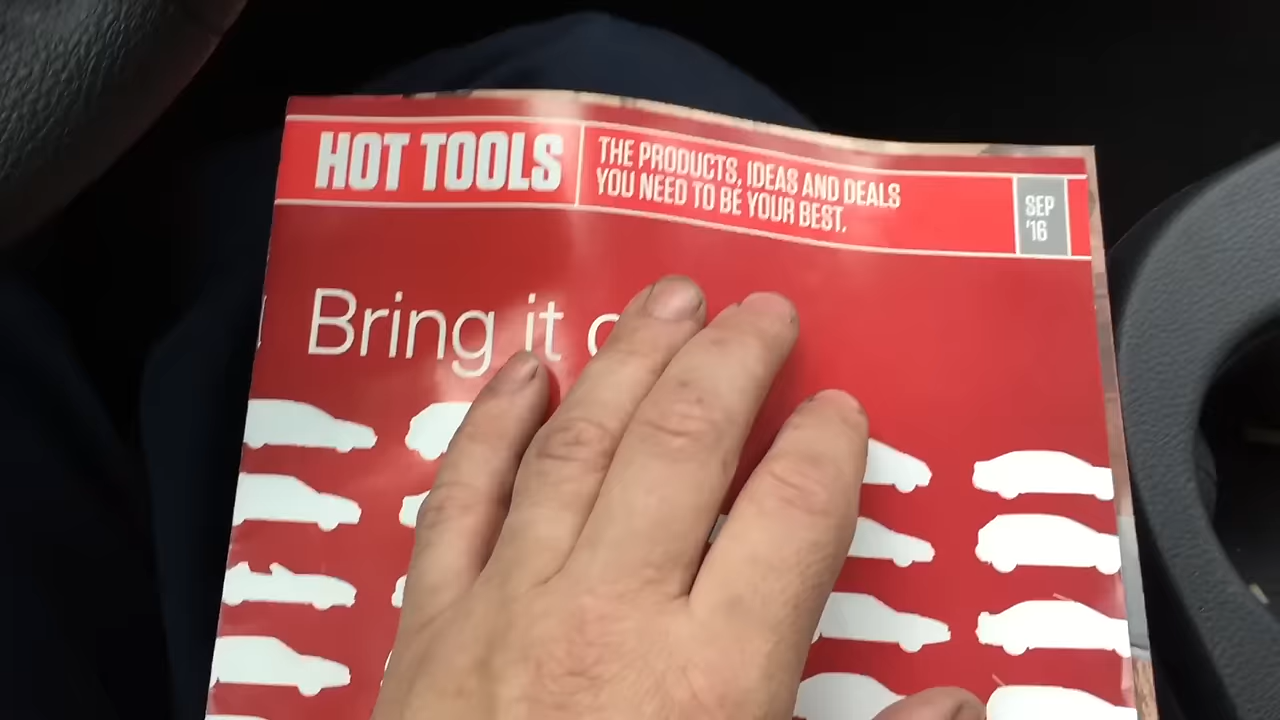 HOT TOOLS
THE PRODUCTS, IDEAS AND DEALS
YOU NEED TO BE YOUR BEST.
SEP
'16
Bring it